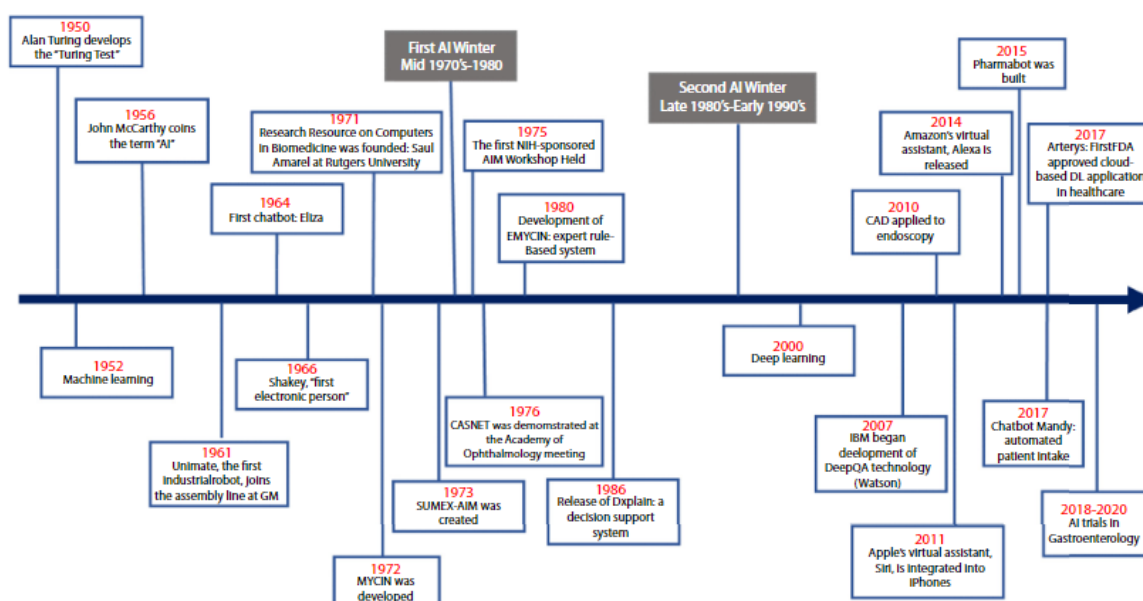 1950
Alan Turing develops
the "Turing Test"
1956
John McCarthy coins
the term "AI"
1964
First chatbot: Eliza
1971
Research Resource on Computers
in Biomedicine was founded: Saul
Amarel at Rutgers University
First AI Winter
Mid 1970's-1980
1975
The first NIH-sponsored
AIM Workshop Held
1980
Development of
EMYCIN: expert rule-
Based system
Second AI Winter
Late 1980's-Early 1990's
2010
CAD applied to
endoscopy
2014
Amazon's virtual
assistant, Alexa is
released
2015
Pharmabot was
built
2017
Arterys: FirstFDA
approved cloud-
based DL application
in healthcare
1952
Machine learning
1961
Unimate, the first
industrialrobot, joins
the assembly line at GM
1966
Shakey, "first
electronic person"
1972
MYCIN was
developed
1973
SUMEX-AIM was
created
1976
CASNET was demomstrated at
the Academy of
Ophthalmology meeting
1986
Release of Dxplain: a
decision support
system
2000
Deep learning
2007
IBM began
deelopment of
DeepQA technology
(Watson)
2011
Apple's virtual assistant,
Siri, is integrated into
iPhones
2017
Chatbot Mandy:
automated
patient intake
2018-2020
AI trials in
Gastroenterology